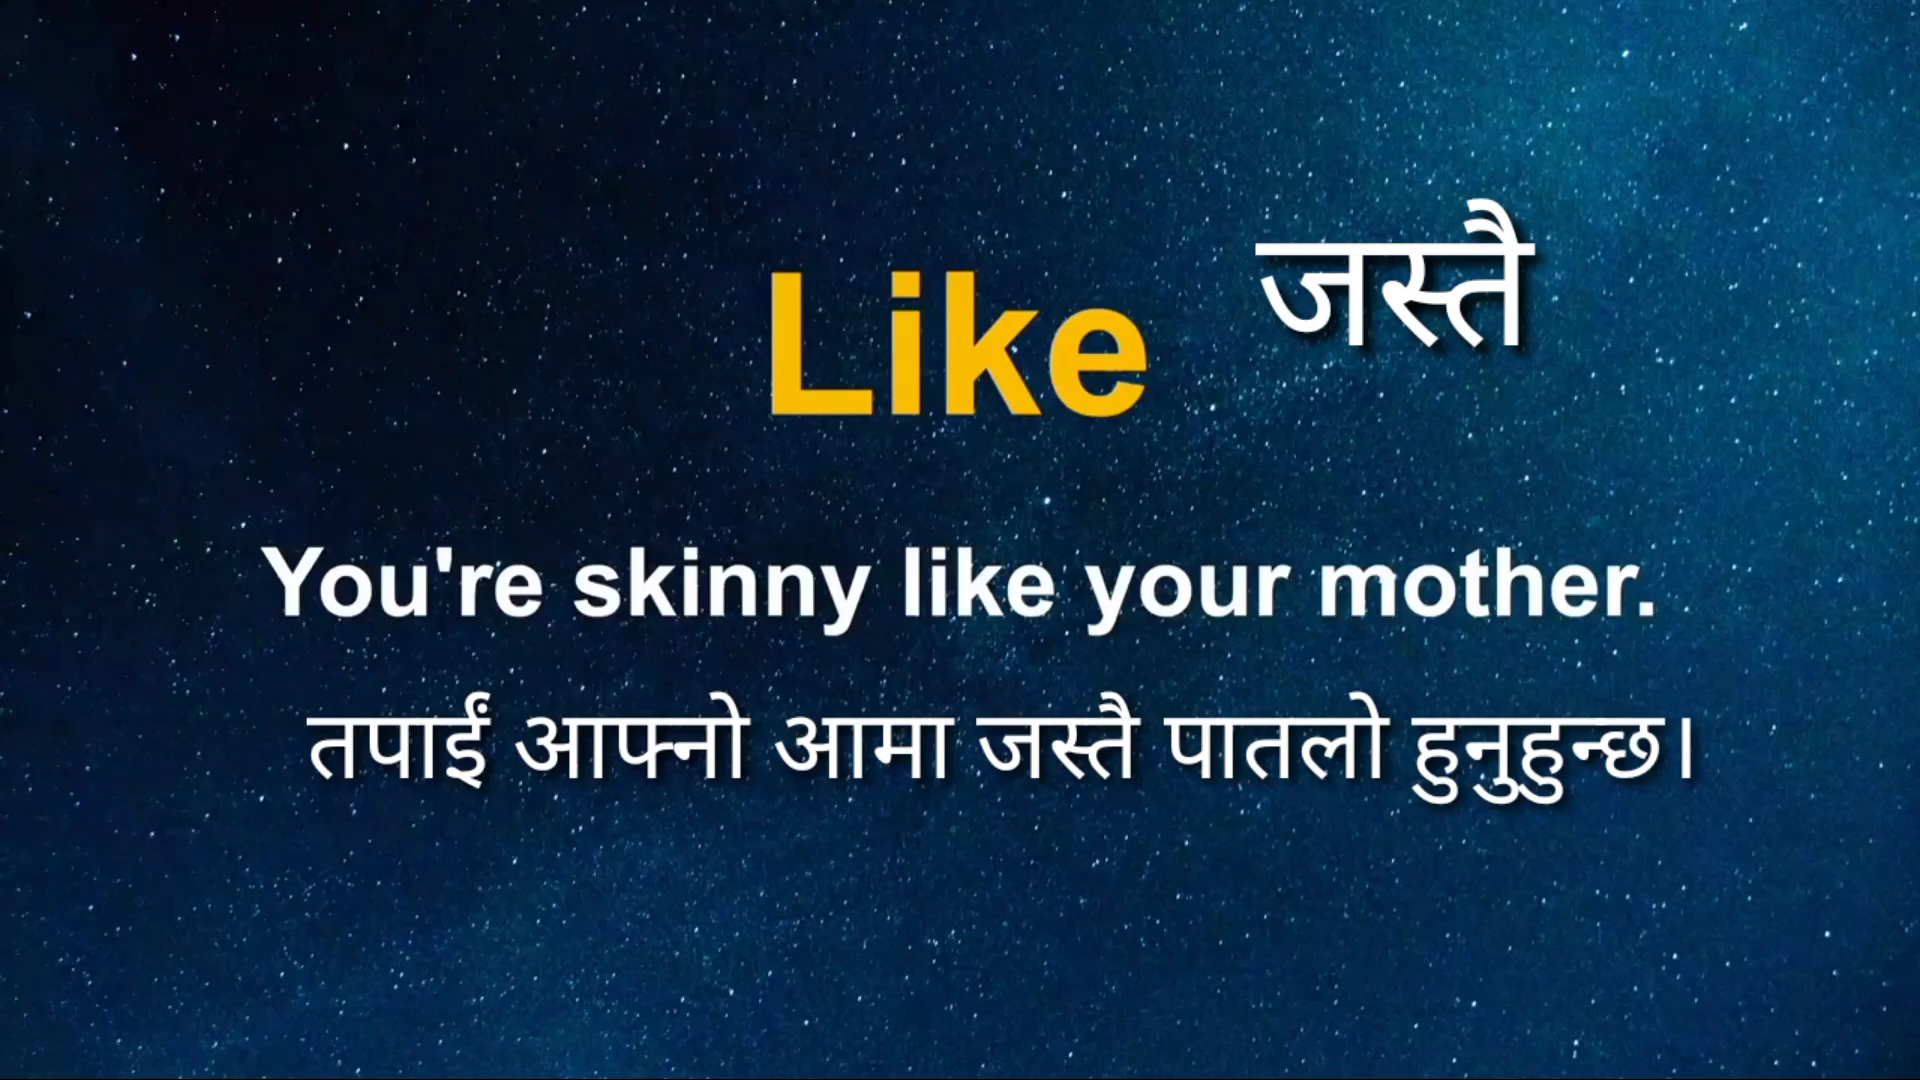 Like जस्तै
You're skinny like your mother.
तपाईं आफ्नो आमा जस्तै पातलो हुनुहुन्छ।